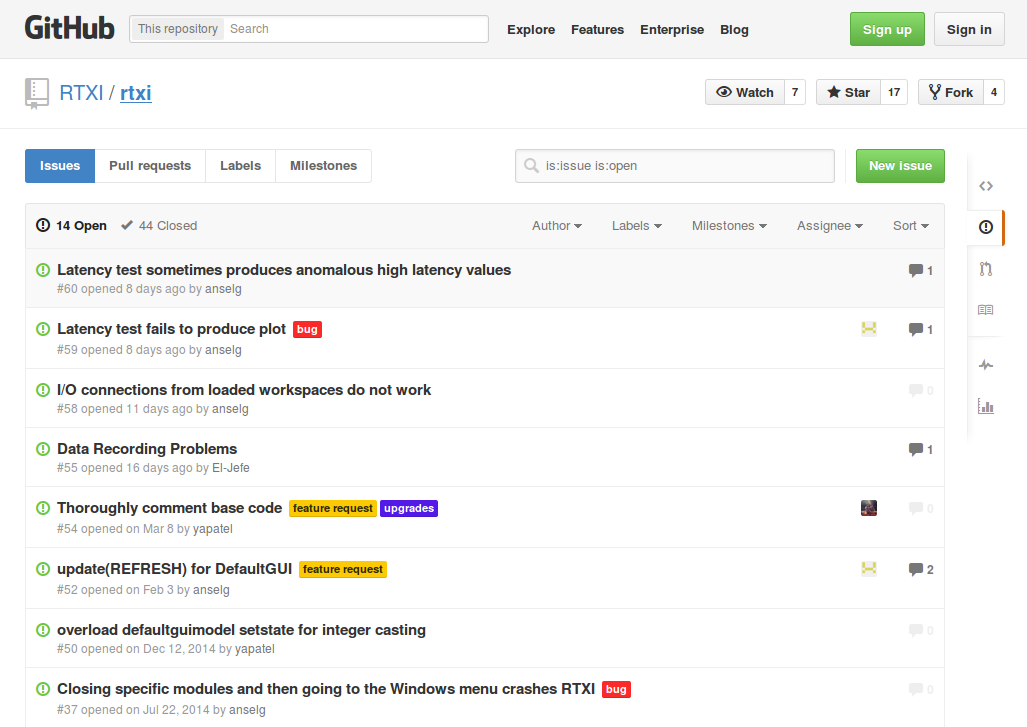 GitHub This repository Search Explore Features Enterprise Blog Sign up Sign in
RTXI / rtxi Watch 7 Star 17 Fork 4
Issues Pull requests Labels Milestones is:issue is:open New issue
14 Open 44 Closed Author Labels Milestones Assignee Sort
Latency test sometimes produces anomalous high latency values 1
#60 opened 8 days ago by anselg
Latency test fails to produce plot bug 1
#59 opened 8 days ago by anselg
I/O connections from loaded workspaces do not work 0
#58 opened 11 days ago by anselg
Data Recording Problems 1
#55 opened 16 days ago by El-Jefe
Thoroughly comment base code feature request upgrades 0
#54 opened on Mar 8 by yapatel
update(REFRESH) for DefaultGUI feature request 2
#52 opened on Feb 3 by anselg
overload defaultguimodel setstate for integer casting 0
#50 opened on Dec 12, 2014 by yapatel
Closing specific modules and then going to the Windows menu crashes RTXI bug 0
#37 opened on Jul 22, 2014 by anselg